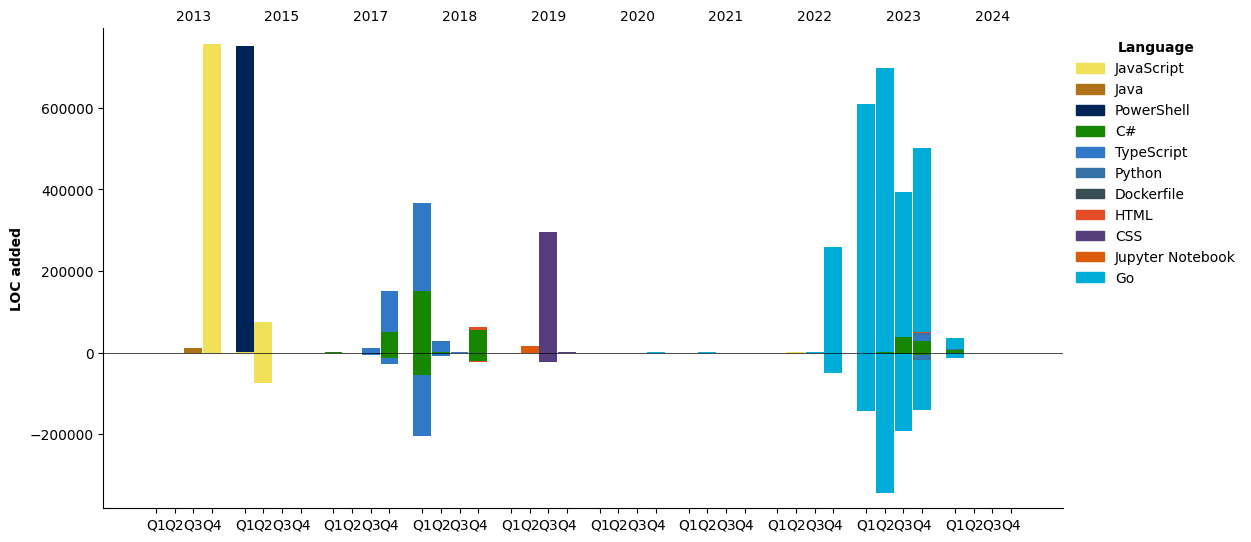 2013 2015 2017 2018 2019 2020 2021 2022 2023 2024
Language
JavaScript
Java
PowerShell
C#
TypeScript
Python
Dockerfile
HTML
CSS
Jupyter Notebook
Go
LOC added
600000
400000
200000
0
−200000
Q1Q2Q3Q4 Q1Q2Q3Q4 Q1Q2Q3Q4 Q1Q2Q3Q4 Q1Q2Q3Q4 Q1Q2Q3Q4 Q1Q2Q3Q4 Q1Q2Q3Q4 Q1Q2Q3Q4 Q1Q2Q3Q4